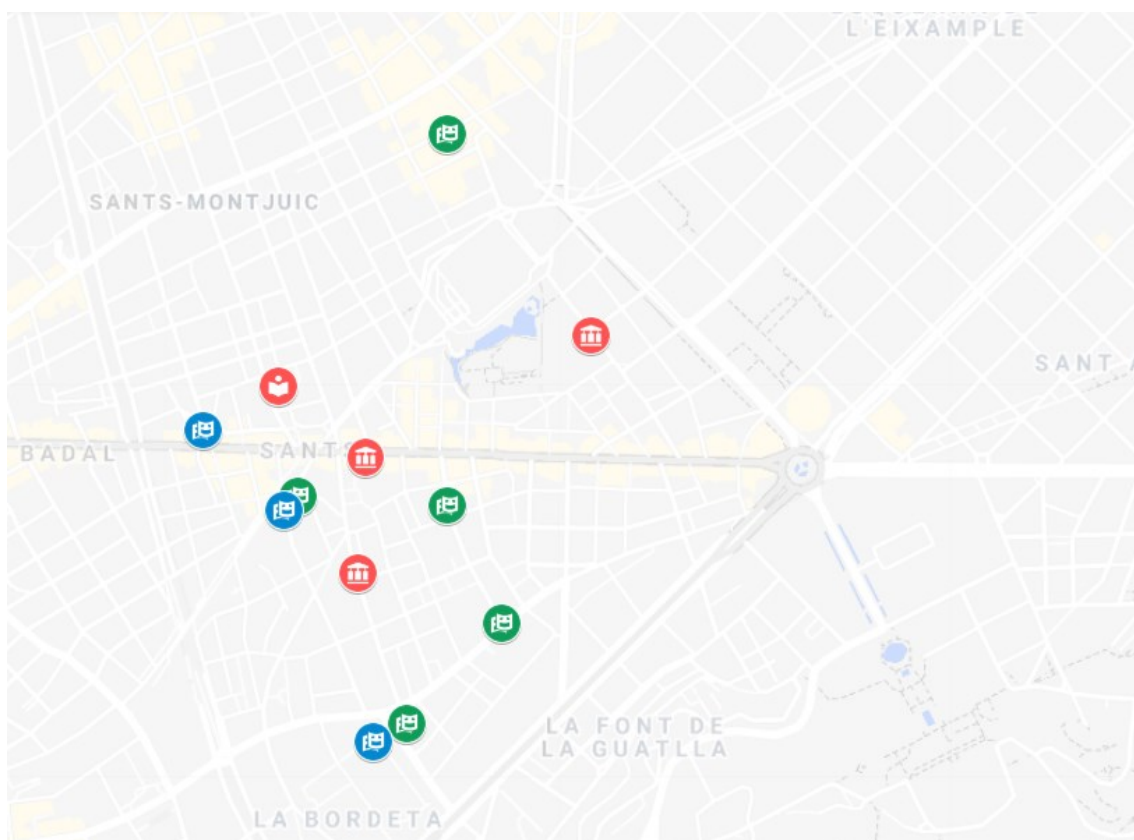 L'EIXAMPLE
SANTS-MONTJUIC
SANT
BADAL
SANTS
LA FONT DE
LA GUATLLA
LA BORDETA